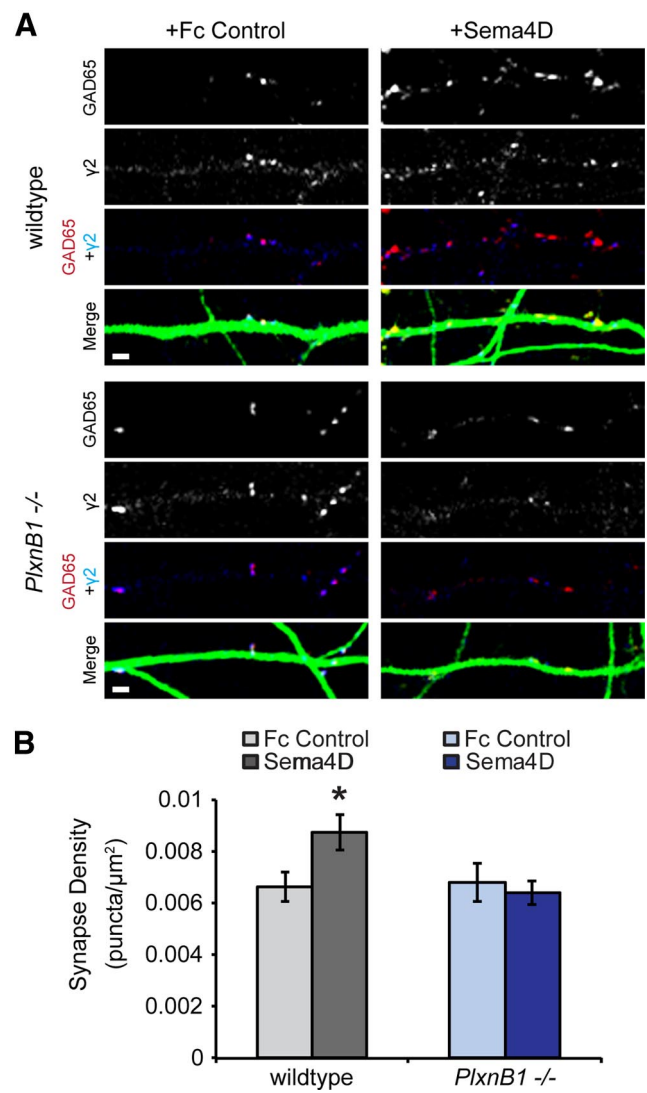 A
+Fc Control
+Sema4D
wildtype
GAD65
γ2
GAD65
+γ2
Merge
PlxnB1 -/-
GAD65
γ2
GAD65
+γ2
Merge
B
Fc Control
Sema4D
Fc Control
Sema4D
*
Synapse Density
(puncta/µm²)
0.01
0.008
0.006
0.004
0.002
0
wildtype
PlxnB1 -/-